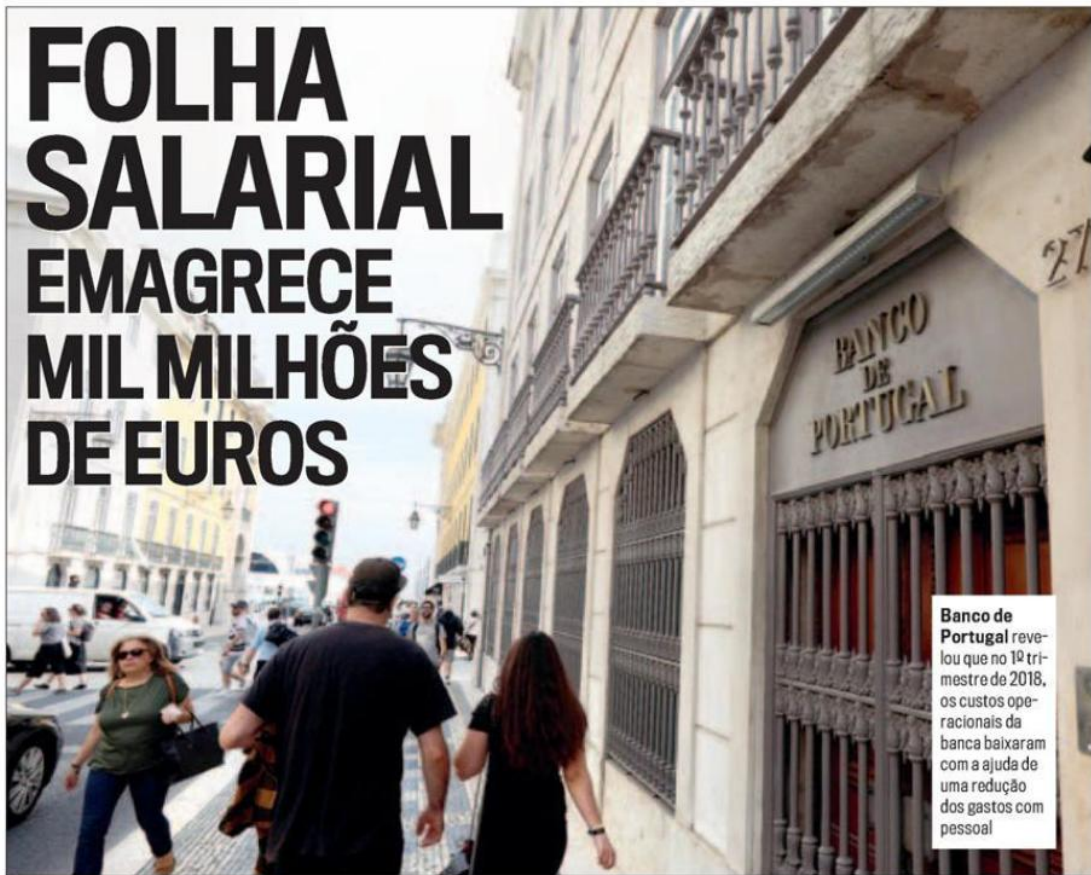 FOLHA
SALARIAL
EMAGRECE
MIL MILHÕES
DE EUROS
27
BANCO
DE
PORTUGAL
Banco de
Portugal reve-
lou que no 1º tri-
mestre de 2018,
os custos ope-
racionais da
banca baixaram
com a ajuda de
uma redução
dos gastos com
pessoal